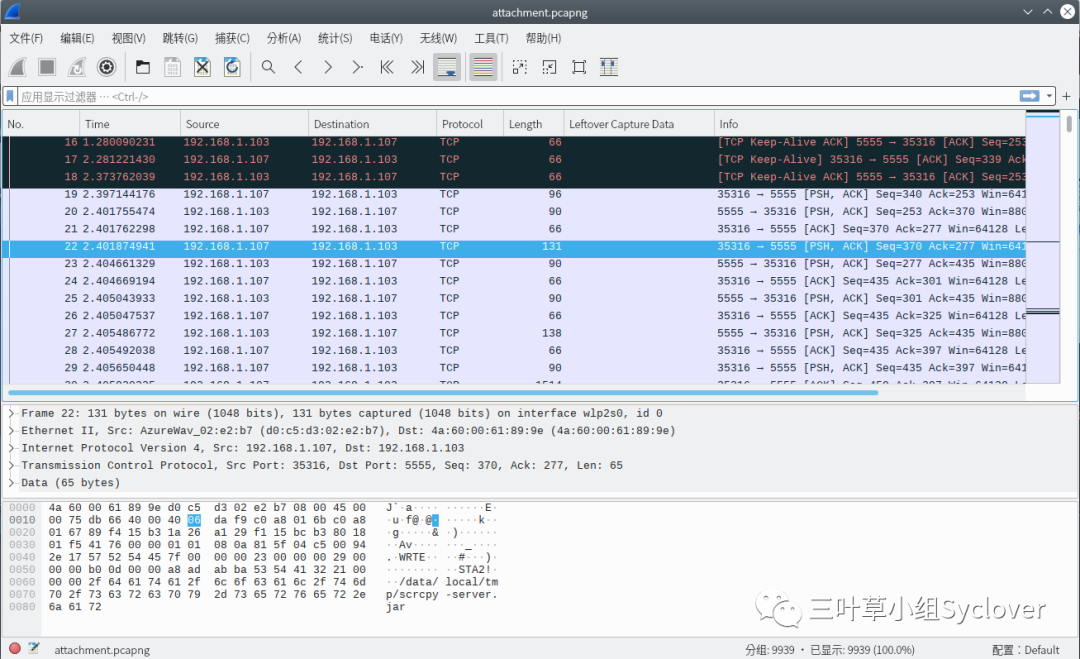 attachment.pcapng
文件(F) 编辑(E) 视图(V) 跳转(G) 捕获(C) 分析(A) 统计(S) 电话(Y) 无线(W) 工具(T) 帮助(H)
应用显示过滤器 … <Ctrl-/>
No. Time Source Destination Protocol Length Leftover Capture Data Info
16 1.280090231 192.168.1.103 192.168.1.107 TCP 66 [TCP Keep-Alive ACK] 5555 → 35316 [ACK] Seq=253
17 2.281221430 192.168.1.107 192.168.1.103 TCP 66 [TCP Keep-Alive] 35316 → 5555 [ACK] Seq=339 Ack
18 2.373762039 192.168.1.103 192.168.1.107 TCP 66 [TCP Keep-Alive ACK] 5555 → 35316 [ACK] Seq=253
19 2.397144176 192.168.1.107 192.168.1.103 TCP 96 35316 → 5555 [PSH, ACK] Seq=340 Ack=253 Win=641
20 2.401755474 192.168.1.103 192.168.1.107 TCP 90 5555 → 35316 [PSH, ACK] Seq=253 Ack=370 Win=880
21 2.401762298 192.168.1.107 192.168.1.103 TCP 66 35316 → 5555 [ACK] Seq=370 Ack=277 Win=64128 Le
22 2.401874941 192.168.1.107 192.168.1.103 TCP 131 35316 → 5555 [PSH, ACK] Seq=370 Ack=277 Win=641
23 2.404661329 192.168.1.103 192.168.1.107 TCP 90 5555 → 35316 [PSH, ACK] Seq=277 Ack=435 Win=880
24 2.404669194 192.168.1.107 192.168.1.103 TCP 66 35316 → 5555 [ACK] Seq=435 Ack=301 Win=64128 Le
25 2.405043933 192.168.1.103 192.168.1.107 TCP 90 5555 → 35316 [PSH, ACK] Seq=301 Ack=435 Win=880
26 2.405047537 192.168.1.107 192.168.1.103 TCP 66 35316 → 5555 [ACK] Seq=435 Ack=325 Win=64128 Le
27 2.405486772 192.168.1.103 192.168.1.107 TCP 138 5555 → 35316 [PSH, ACK] Seq=325 Ack=435 Win=880
28 2.405492038 192.168.1.107 192.168.1.103 TCP 66 35316 → 5555 [ACK] Seq=435 Ack=397 Win=64128 Le
29 2.405650448 192.168.1.107 192.168.1.103 TCP 90 35316 → 5555 [PSH, ACK] Seq=435 Ack=397 Win=641
Frame 22: 131 bytes on wire (1048 bits), 131 bytes captured (1048 bits) on interface wlp2s0, id 0
Ethernet II, Src: AzureWav_02:e2:b7 (d0:c5:d3:02:e2:b7), Dst: 4a:60:00:61:89:9e (4a:60:00:61:89:9e)
Internet Protocol Version 4, Src: 192.168.1.107, Dst: 192.168.1.103
Transmission Control Protocol, Src Port: 35316, Dst Port: 5555, Seq: 370, Ack: 277, Len: 65
Data (65 bytes)
0000 4a 60 00 61 89 9e d0 c5 d3 02 e2 b7 08 00 45 00 J`·a···· ······E·
0010 00 75 db 66 40 00 40 06 da f9 c0 a8 01 6b c0 a8 ·u·f@·@· ·····k··
0020 01 67 89 f4 15 b3 1a 26 a1 29 f1 15 bc b3 80 18 ·g·····& ·)······
0030 01 f5 41 76 00 00 01 01 08 0a 81 5f 04 c5 00 94 ··Av···· ···_····
0040 2e 17 57 52 54 45 7f 00 00 00 23 00 00 00 29 00 .·WRTE·· ··#···)·
0050 00 00 b0 0d 00 00 a8 ad ab ba 53 54 41 32 21 00 ········ ··STA2!·
0060 00 00 2f 64 61 74 61 2f 6c 6f 63 61 6c 2f 74 6d ··/data/ local/tm
0070 70 2f 73 63 72 63 70 79 2d 73 65 72 76 65 72 2e p/scrcpy -server.
0080 6a 61 72 jar
三叶草小组Syclover
attachment.pcapng 分组: 9939 · 已显示: 9939 (100.0%) 配置：Default